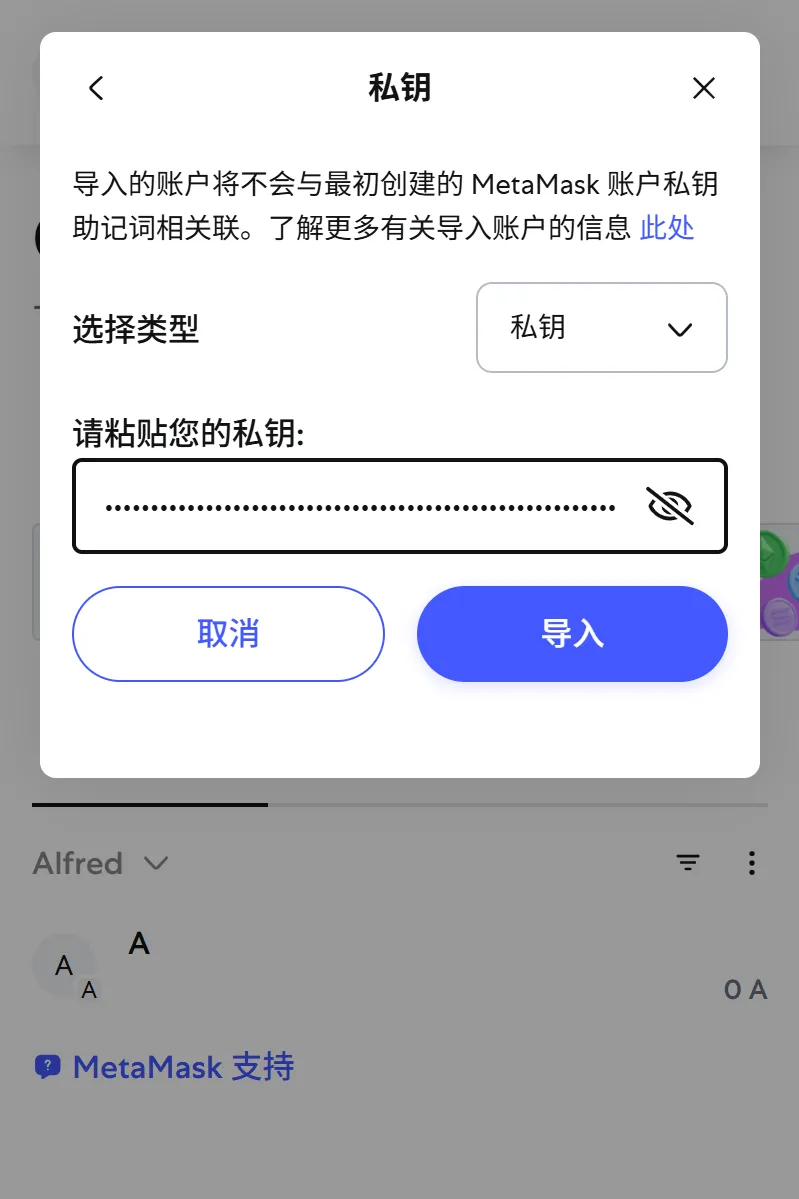 私钥
导入的账户将不会与最初创建的 MetaMask 账户私钥
助记词相关联。了解更多有关导入账户的信息 此处
选择类型
私钥
请粘贴您的私钥:
取消
导入
Alfred
A
A
A
0 A
MetaMask 支持